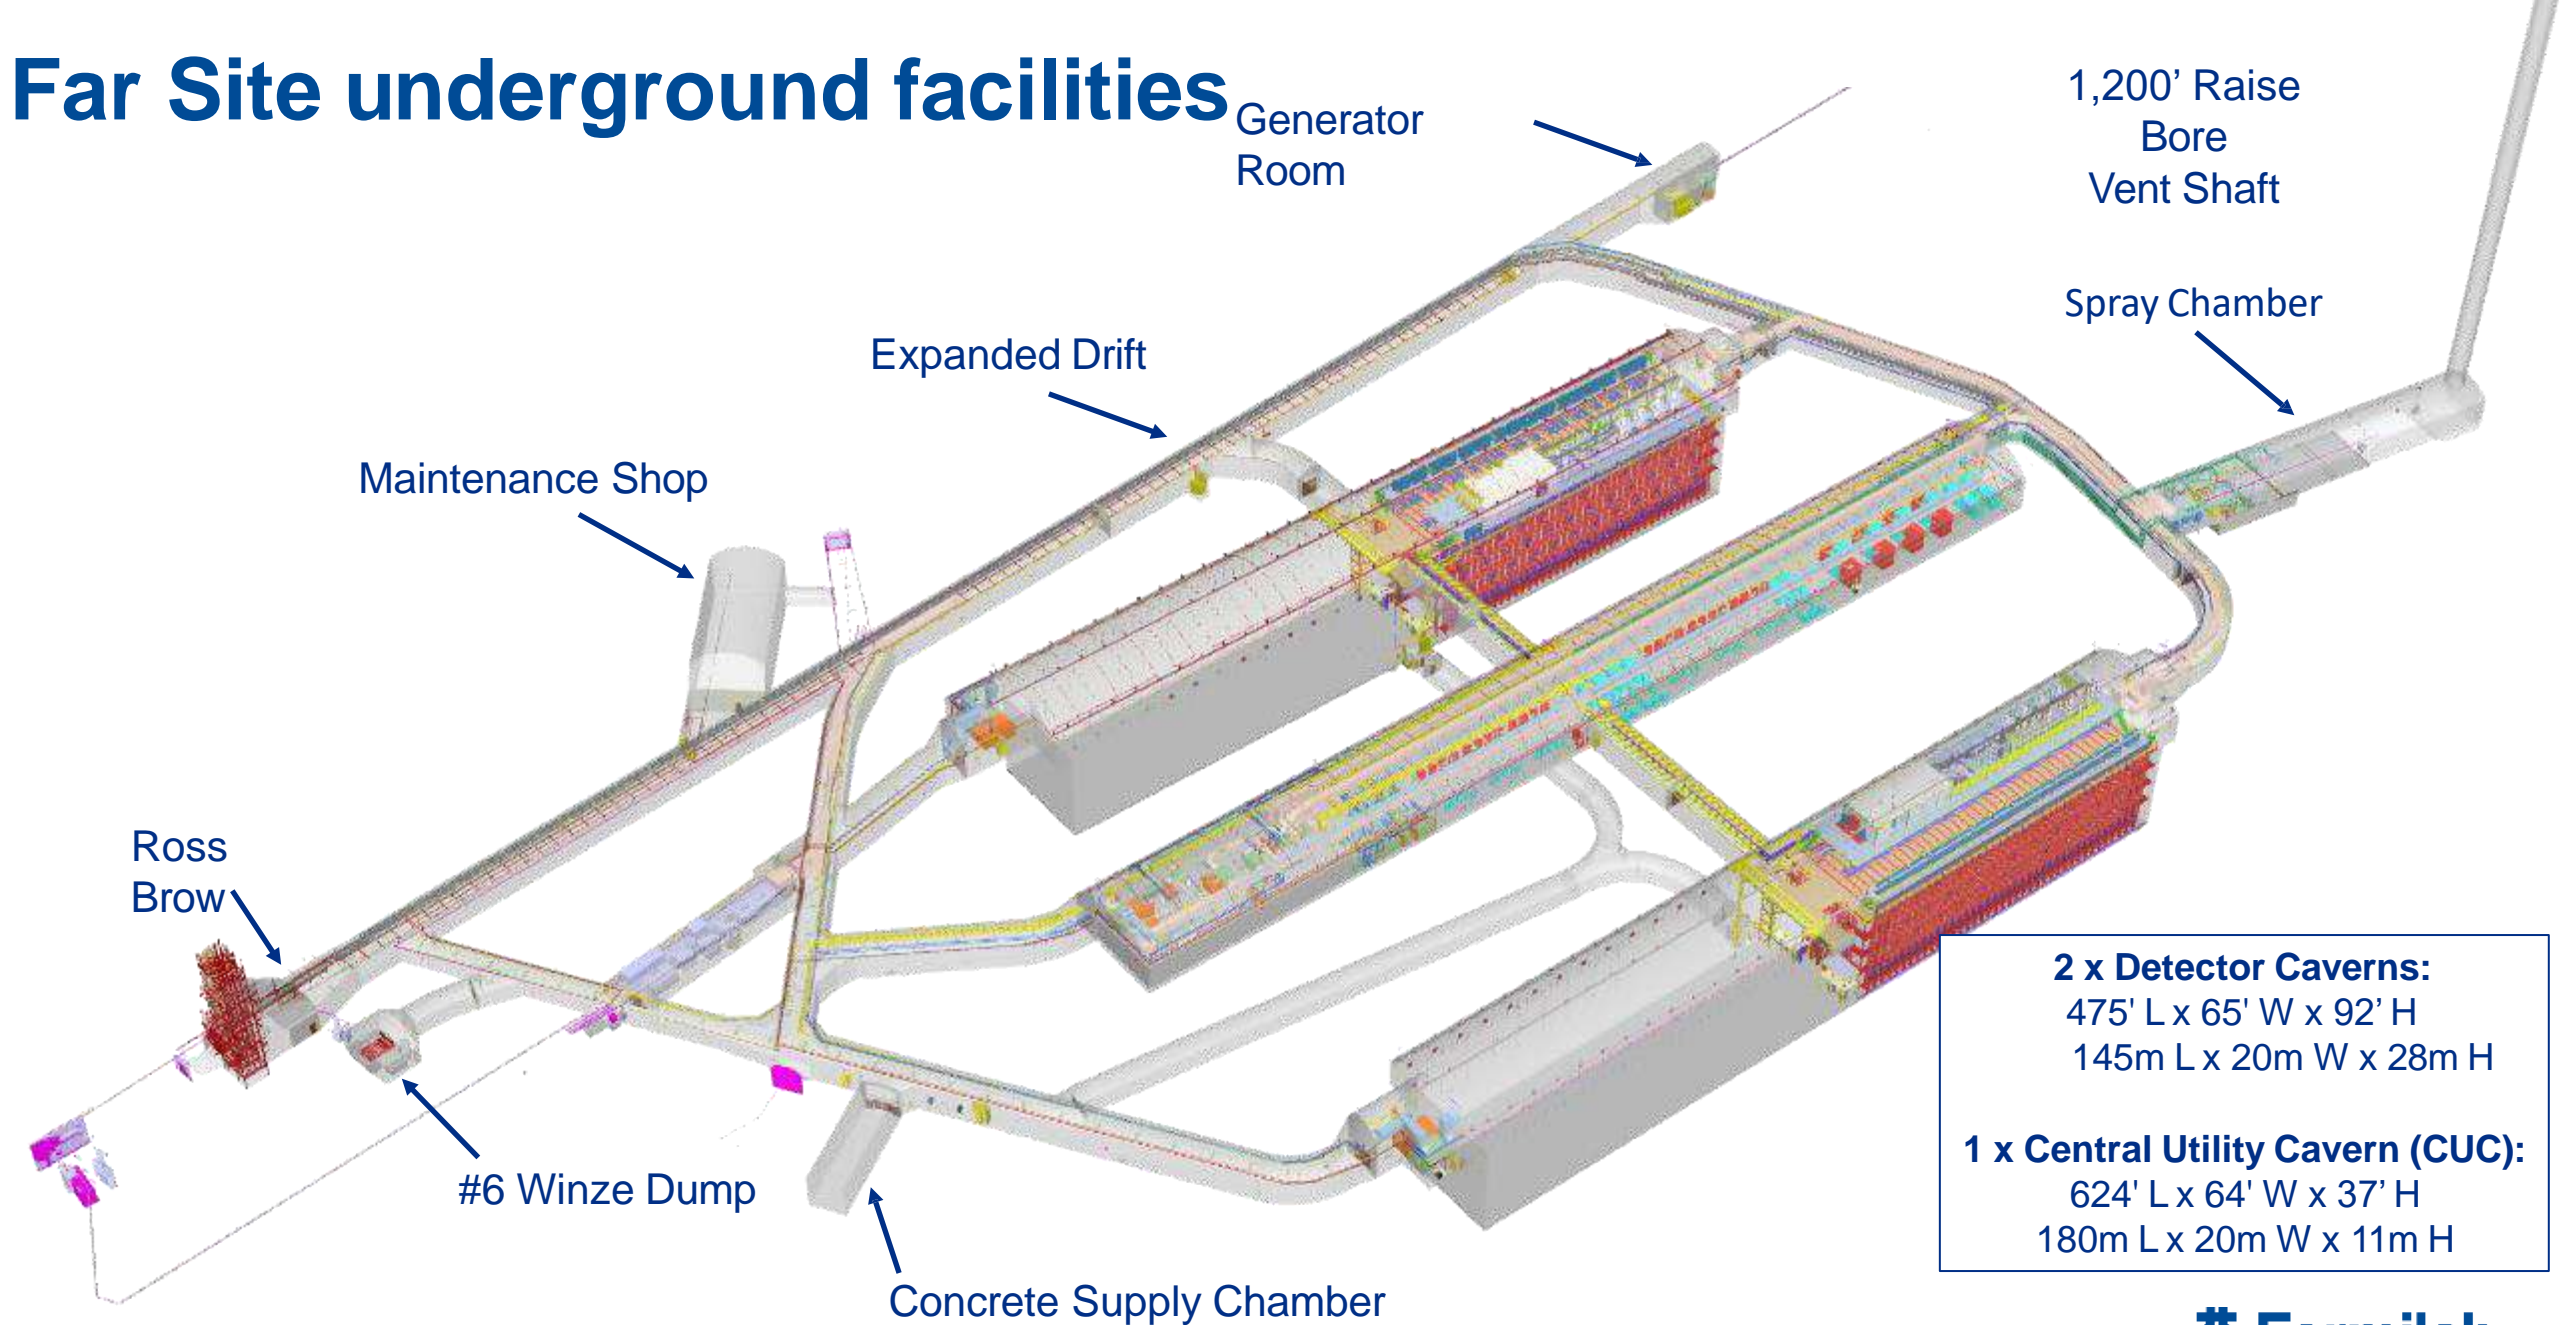 Far Site underground facilities
Generator
Room
1,200’ Raise
Bore
Vent Shaft
Spray Chamber
Expanded Drift
Maintenance Shop
Ross
Brow
#6 Winze Dump
Concrete Supply Chamber
2 x Detector Caverns:
475' L x 65' W x 92’ H
145m L x 20m W x 28m H
1 x Central Utility Cavern (CUC):
624' L x 64' W x 37’ H
180m L x 20m W x 11m H